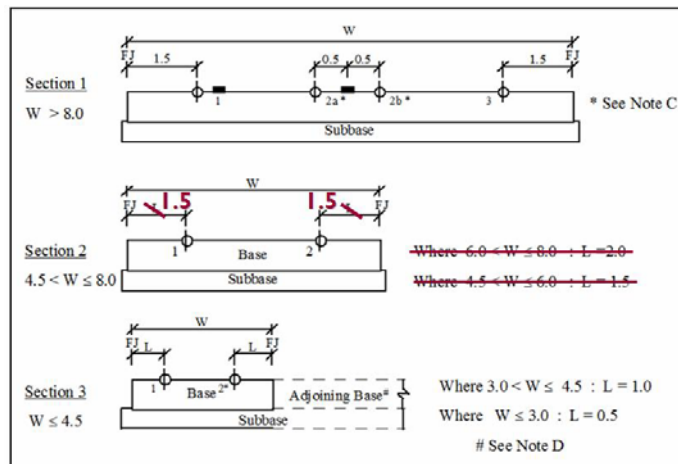 W
FJ
FJ
1.5
0.5
0.5
1.5
Section 1
W > 8.0
1
2a *
2b *
3
* See Note C
Subbase
W
FJ
1.5
1.5
FJ
Section 2
4.5 < W ≤ 8.0
1
2
Base
Subbase
Where 6.0 < W ≤ 8.0 : L = 2.0
Where 4.5 < W ≤ 6.0 : L = 1.5
W
FJ
L
L
FJ
Section 3
W ≤ 4.5
1
2*
Base
Adjoining Base#
Subbase
Where 3.0 < W ≤ 4.5 : L = 1.0
Where W ≤ 3.0 : L = 0.5
# See Note D